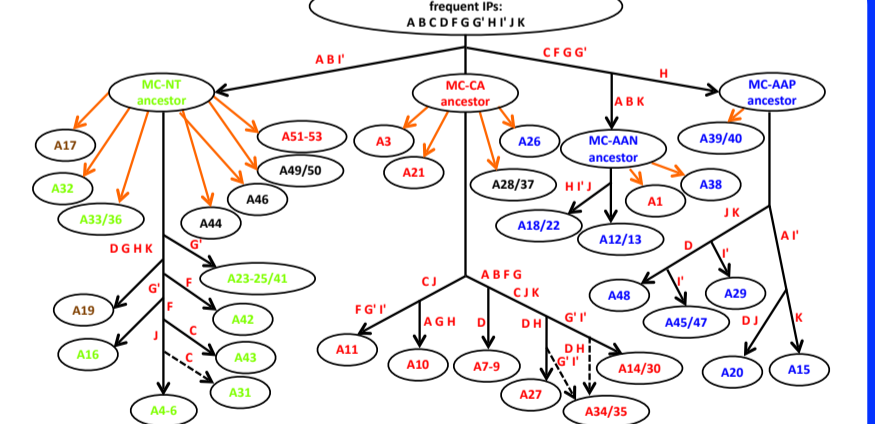 frequent IPs:
A B C D F G G' H I' J K
A B I'
C F G G'
H
MC-NT
ancestor
MC-CA
ancestor
A B K
MC-AAP
ancestor
A17
A51-53
A3
A26
MC-AAN
ancestor
A39/40
A32
A49/50
A21
A28/37
A38
A33/36
A46
A44
H I' J
A1
A18/22
A12/13
J K
D G H K
G'
D
I'
A I'
A23-25/41
C J
A B F G
C J K
I'
A48
A29
A19
G'
F
F
A42
F G' I'
A G H
D
D H
G' I'
A45/47
D J
K
J
C
C
A16
A43
A11
A10
A7-9
D H
G' I'
A14/30
A20
A15
A31
A27
A4-6
A34/35